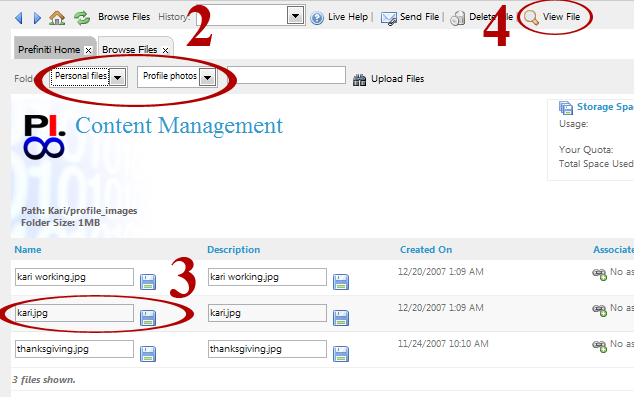 Browse Files History: Live Help | Send File | Delete File | View File
2 4
Prefiniti Home x Browse Files x
Personal files Profile photos Upload Files
PI.
Content Management
Storage Spa
Usage:
Your Quota:
Total Space Used
Path: Kari/profile_images
Folder Size: 1MB
Name Description Created On Associate
kari working.jpg kari working.jpg 12/20/2007 1:09 AM No as
3
kari.jpg kari.jpg 12/20/2007 1:09 AM No as
thanksgiving.jpg thanksgiving.jpg 11/24/2007 10:10 AM No as
3 files shown.